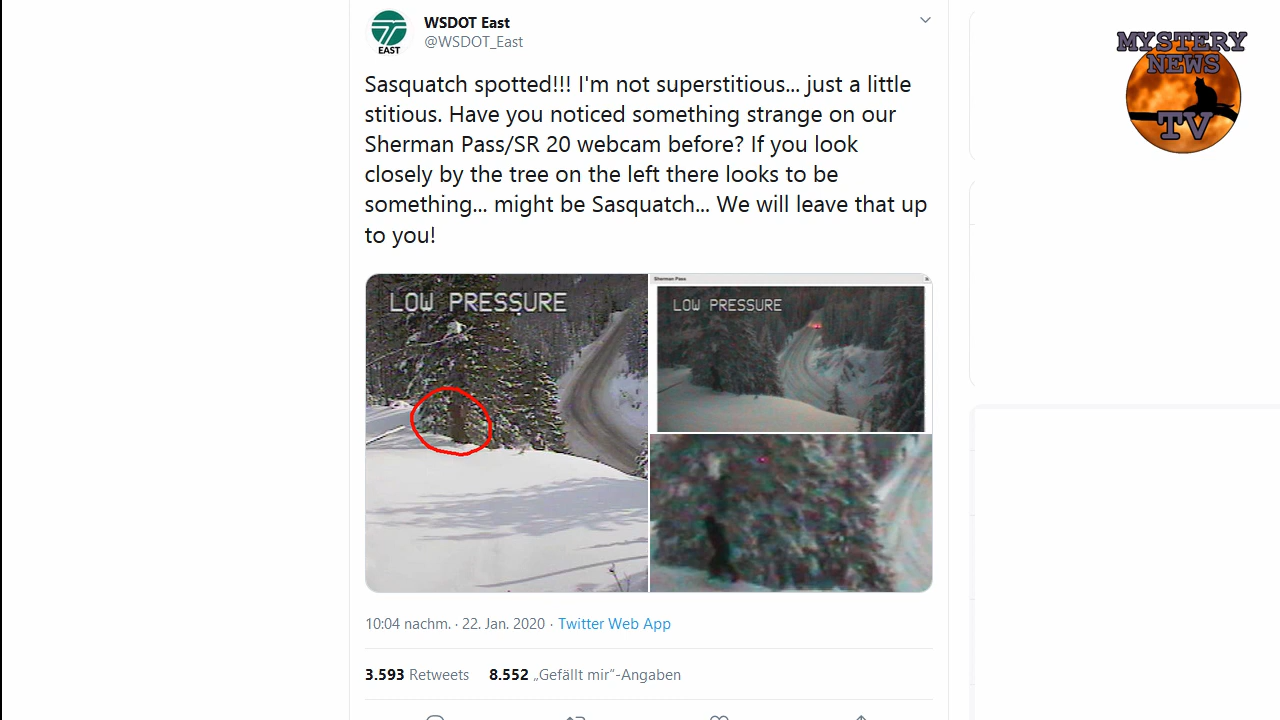 WSDOT East
@WSDOT_East
EAST
Sasquatch spotted!!! I'm not superstitious... just a little
stitious. Have you noticed something strange on our
Sherman Pass/SR 20 webcam before? If you look
closely by the tree on the left there looks to be
something... might be Sasquatch... We will leave that up
to you!
LOW PRESSURE
Sherman Pass
LOW PRESSURE
10:04 nachm. · 22. Jan. 2020 · Twitter Web App
3.593 Retweets 8.552 „Gefällt mir“-Angaben
MYSTERY
NEWS
TV